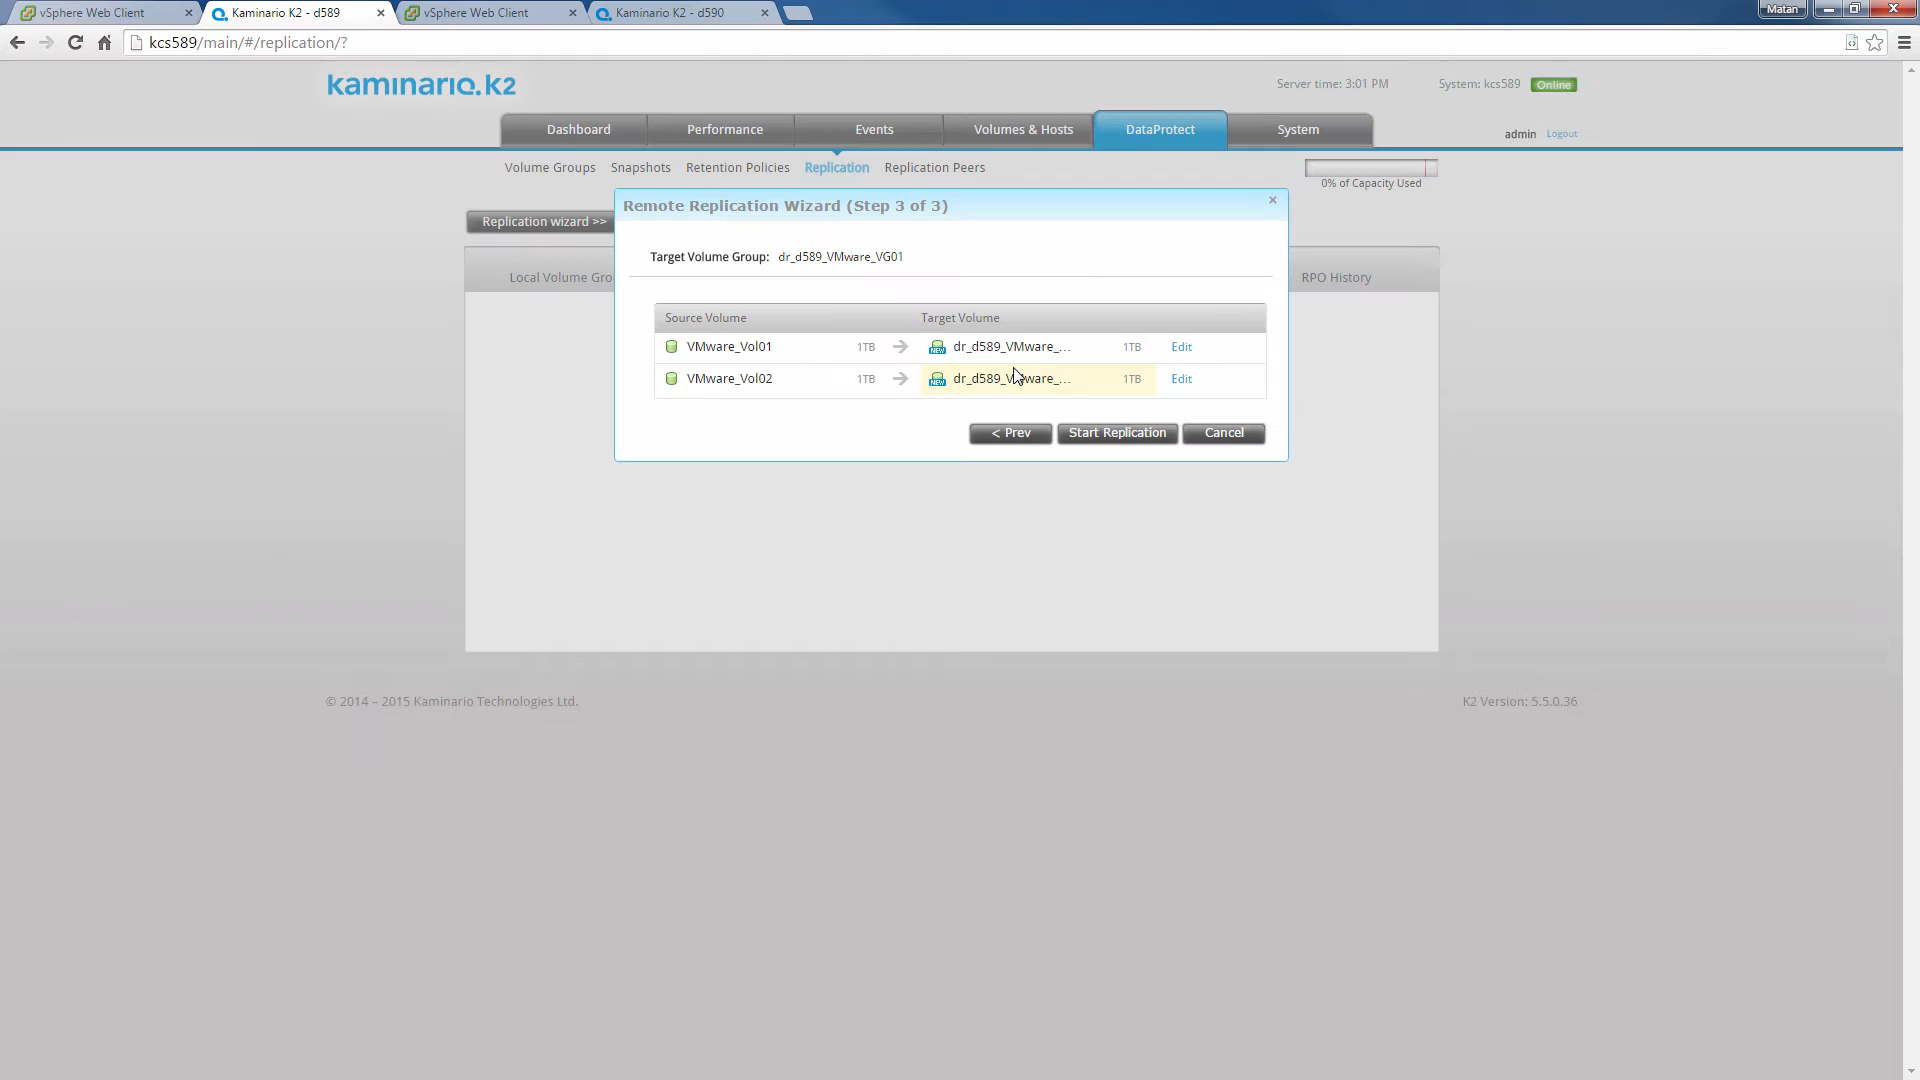 vSphere Web Client × Kaminario K2 - d589 × vSphere Web Client × Kaminario K2 - d590 × Matan
kcs589/main/#/replication/?
kaminario.k2 Server time: 3:01 PM System: kcs589 Online
Dashboard Performance Events Volumes & Hosts DataProtect System admin Logout
Volume Groups Snapshots Retention Policies Replication Replication Peers
0% of Capacity Used
Remote Replication Wizard (Step 3 of 3) ×
Replication wizard >>
Target Volume Group: dr_d589_VMware_VG01
Local Volume Gro RPO History
Source Volume Target Volume
VMware_Vol01 1TB NEW dr_d589_VMware_... 1TB Edit
VMware_Vol02 1TB NEW dr_d589_VMware_... 1TB Edit
< Prev Start Replication Cancel
© 2014 – 2015 Kaminario Technologies Ltd. K2 Version: 5.5.0.36